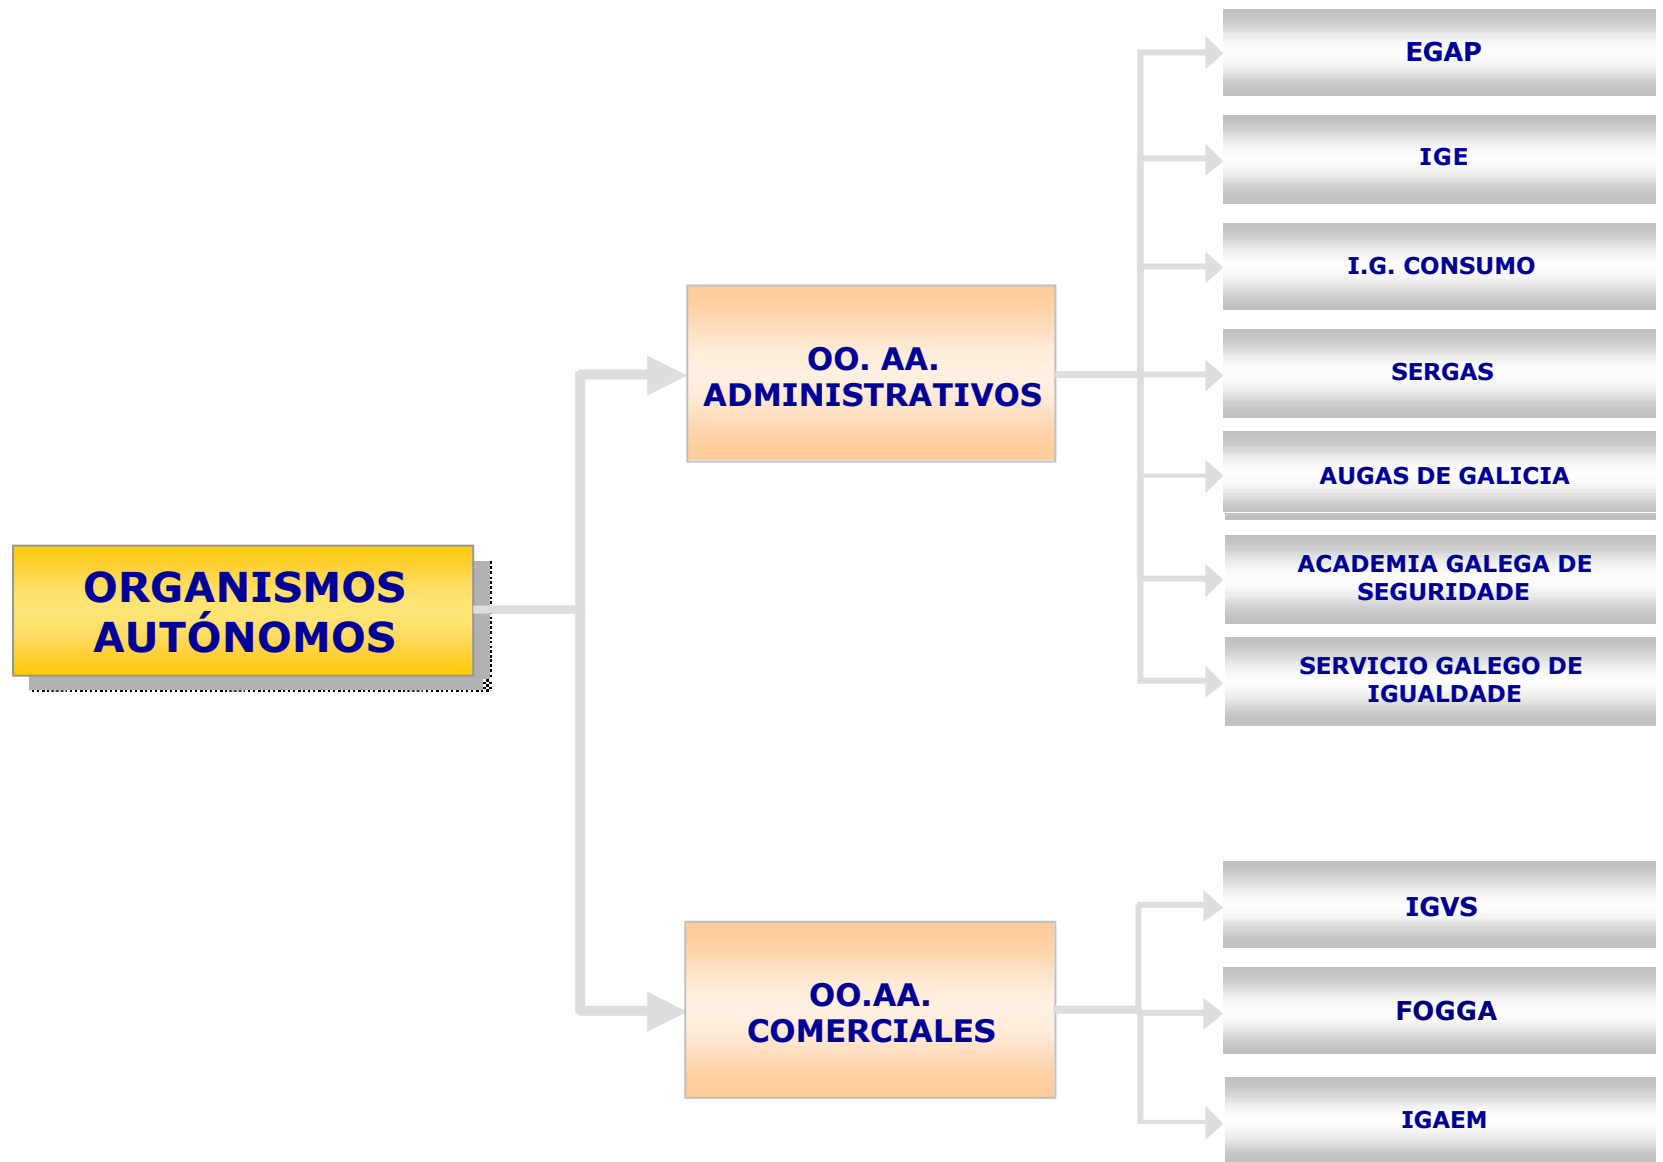 EGAP
IGE
I.G. CONSUMO
OO. AA.
ADMINISTRATIVOS
SERGAS
AUGAS DE GALICIA
ORGANISMOS
AUTÓNOMOS
ACADEMIA GALEGA DE
SEGURIDADE
SERVICIO GALEGO DE
IGUALDADE
OO.AA.
COMERCIALES
IGVS
FOGGA
IGAEM